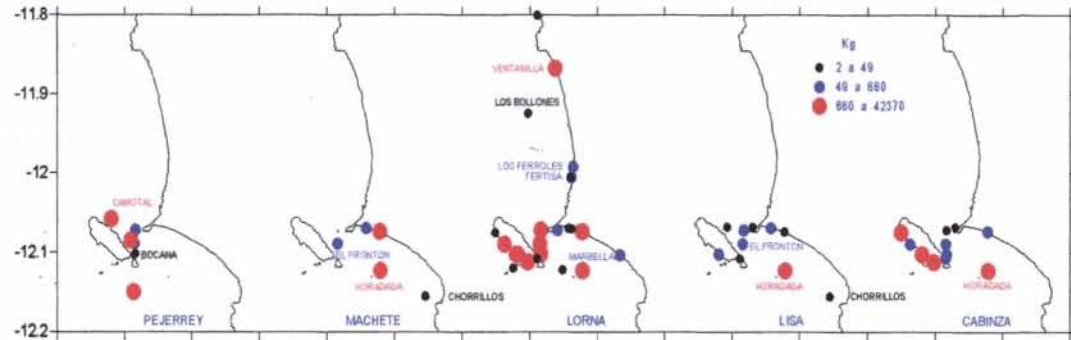 -11.8
-11.9
-12
-12.1
-12.2
Kg
2 a 49
49 a 660
660 a 42370
CAMOTAL
BOCANA
PEJERREY
EL FRONTON
HORADADA
CHORRILLOS
MACHETE
VENTANILLA
LOS BOLLONES
LOS FERROLES
FERTISA
MARBELLA
LORNA
EL FRONTON
HORADADA
CHORRILLOS
LISA
HORADADA
CABINZA